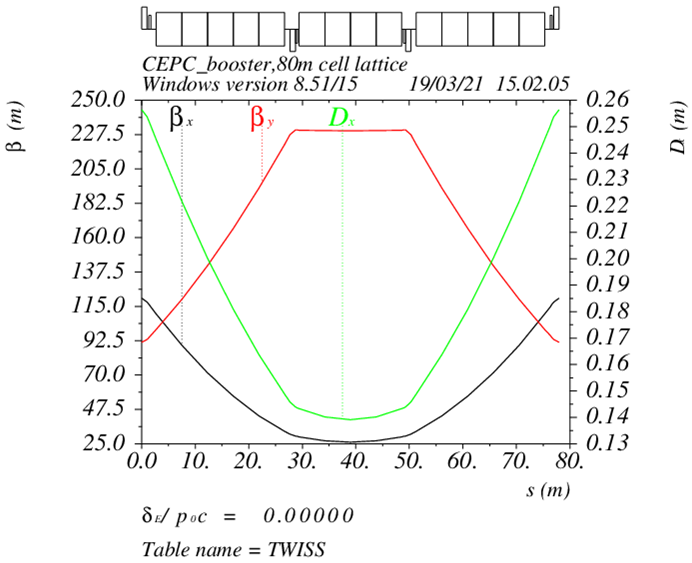 CEPC_booster,80m cell lattice
Windows version 8.51/15 19/03/21 15.02.05
β (m)
D (m)
βx βy Dx
250.0 0.26
227.5 0.25
0.24
205.0 0.23
182.5 0.22
0.21
160.0 0.20
137.5 0.19
115.0 0.18
92.5 0.17
0.16
70.0 0.15
47.5 0.14
25.0 0.13
0.0 10. 20. 30. 40. 50. 60. 70. 80.
s (m)
δE/ p0c = 0.00000
Table name = TWISS